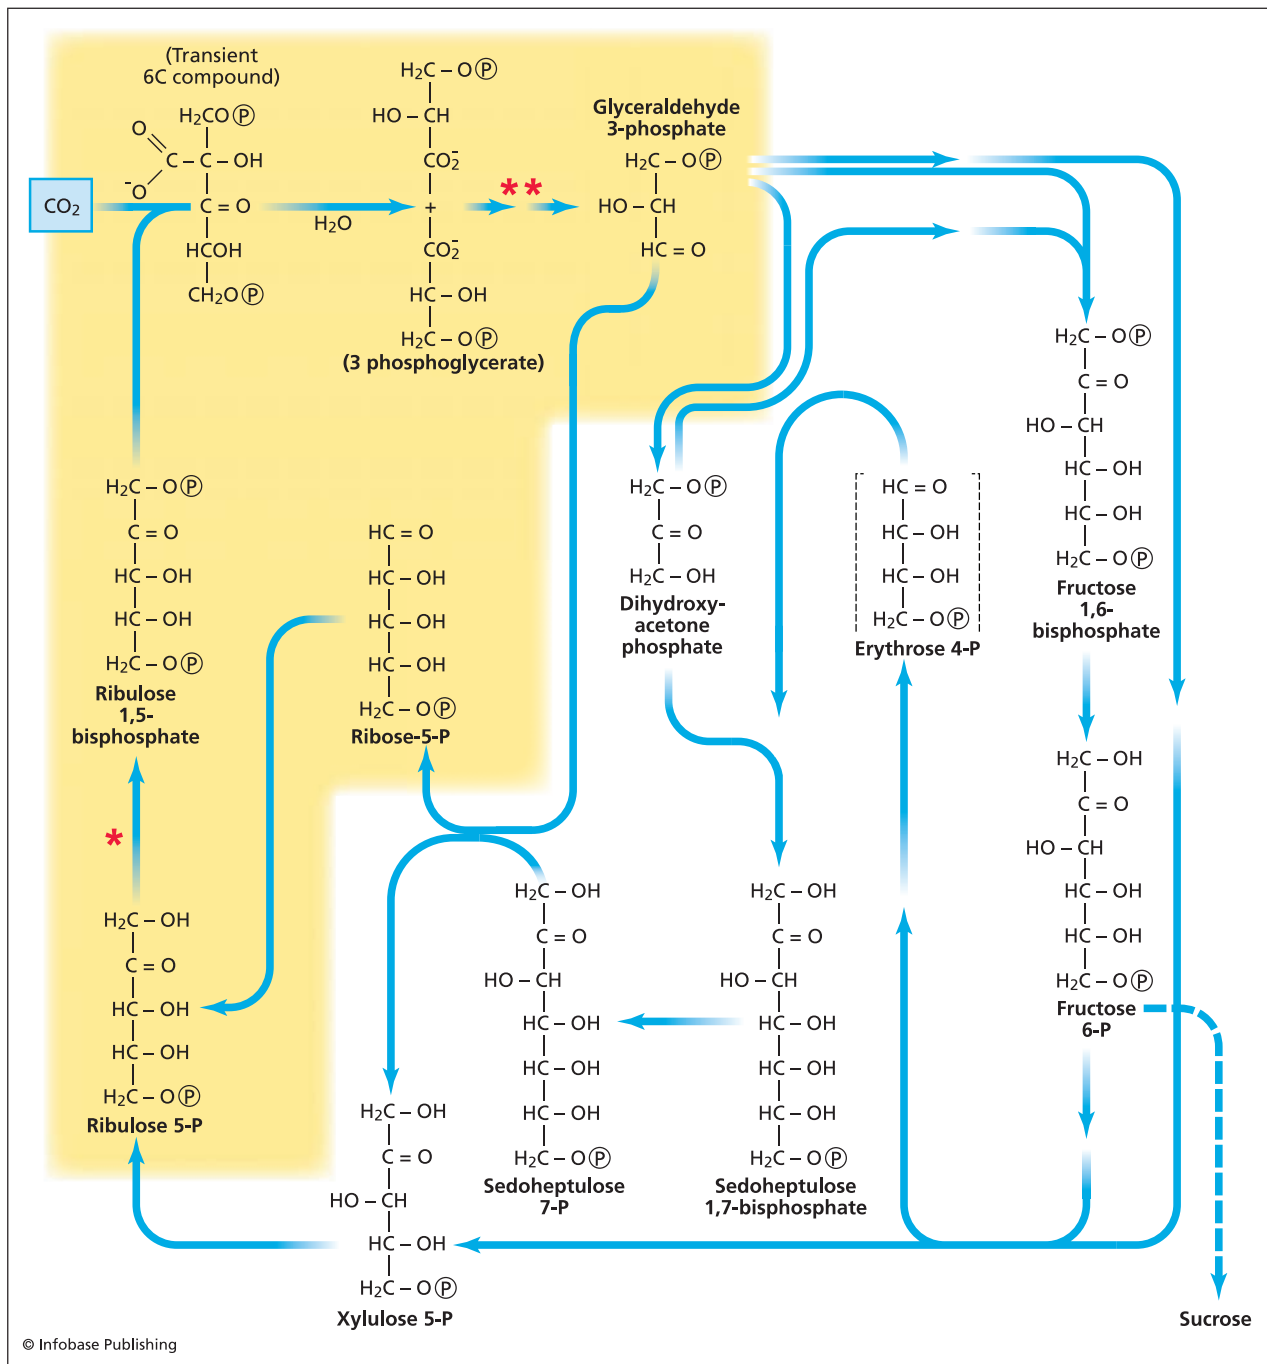 (Transient
6C compound)
H₂CO(P)
O
C – C – OH
⁻O
C = O
HCOH
CH₂O(P)
CO₂
H₂O
H₂C – O(P)
HO – CH
CO₂⁻
+
CO₂⁻
HC – OH
H₂C – O(P)
(3 phosphoglycerate)
**
Glyceraldehyde
3-phosphate
H₂C – O(P)
HO – CH
HC = O
H₂C – O(P)
C = O
HC – OH
HC – OH
H₂C – O(P)
Ribulose
1,5-
bisphosphate
HC = O
HC – OH
HC – OH
HC – OH
H₂C – O(P)
Ribose-5-P
H₂C – O(P)
C = O
H₂C – OH
Dihydroxy-
acetone
phosphate
HC = O
HC – OH
HC – OH
H₂C – O(P)
Erythrose 4-P
H₂C – O(P)
C = O
HO – CH
HC – OH
HC – OH
H₂C – O(P)
Fructose
1,6-
bisphosphate
*
H₂C – OH
C = O
HC – OH
HC – OH
H₂C – O(P)
Ribulose 5-P
H₂C – OH
C = O
HO – CH
HC – OH
H₂C – O(P)
Xylulose 5-P
H₂C – OH
C = O
HO – CH
HC – OH
HC – OH
HC – OH
H₂C – O(P)
Sedoheptulose
7-P
H₂C – OH
C = O
HO – CH
HC – OH
HC – OH
HC – OH
H₂C – O(P)
Sedoheptulose
1,7-bisphosphate
H₂C – OH
C = O
HO – CH
HC – OH
HC – OH
H₂C – O(P)
Fructose
6-P
Sucrose
© Infobase Publishing